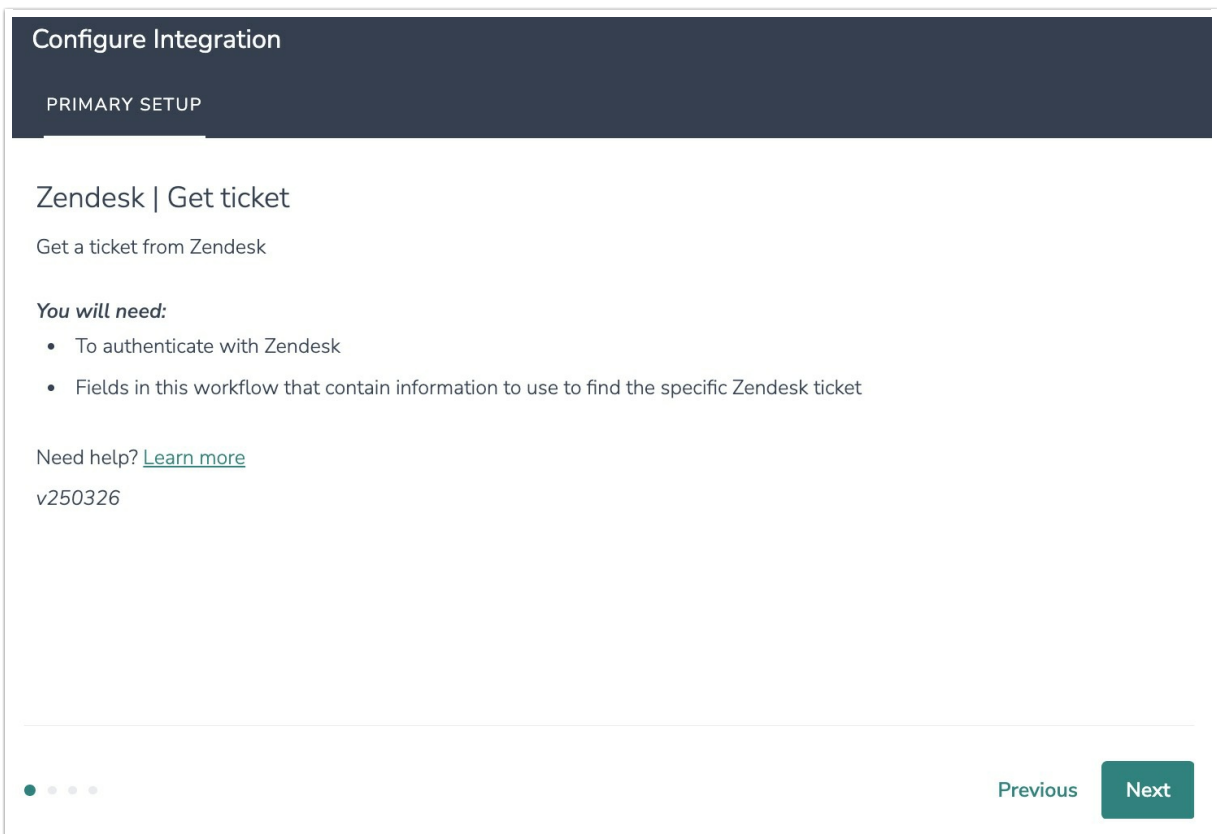 Configure Integration
PRIMARY SETUP
Zendesk | Get ticket
Get a ticket from Zendesk
You will need:
• To authenticate with Zendesk
• Fields in this workflow that contain information to use to find the specific Zendesk ticket
Need help? Learn more
v250326
Previous
Next